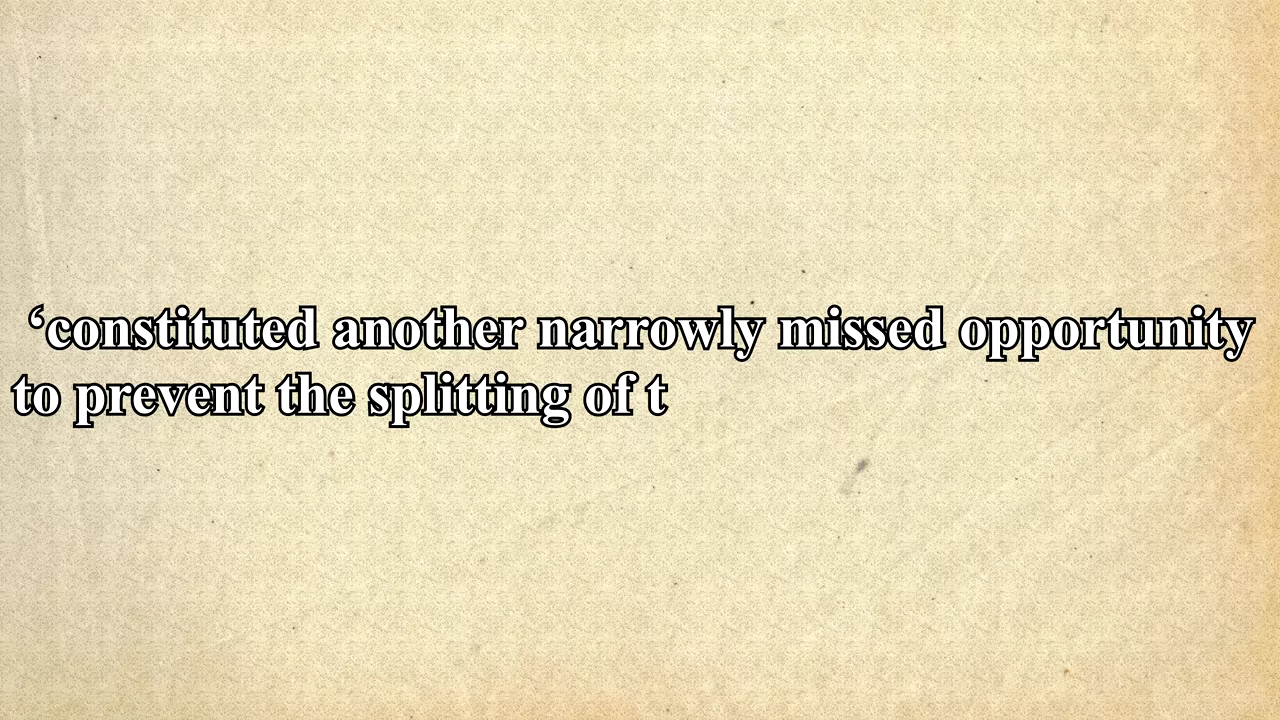 ‘constituted another narrowly missed opportunity
to prevent the splitting of t